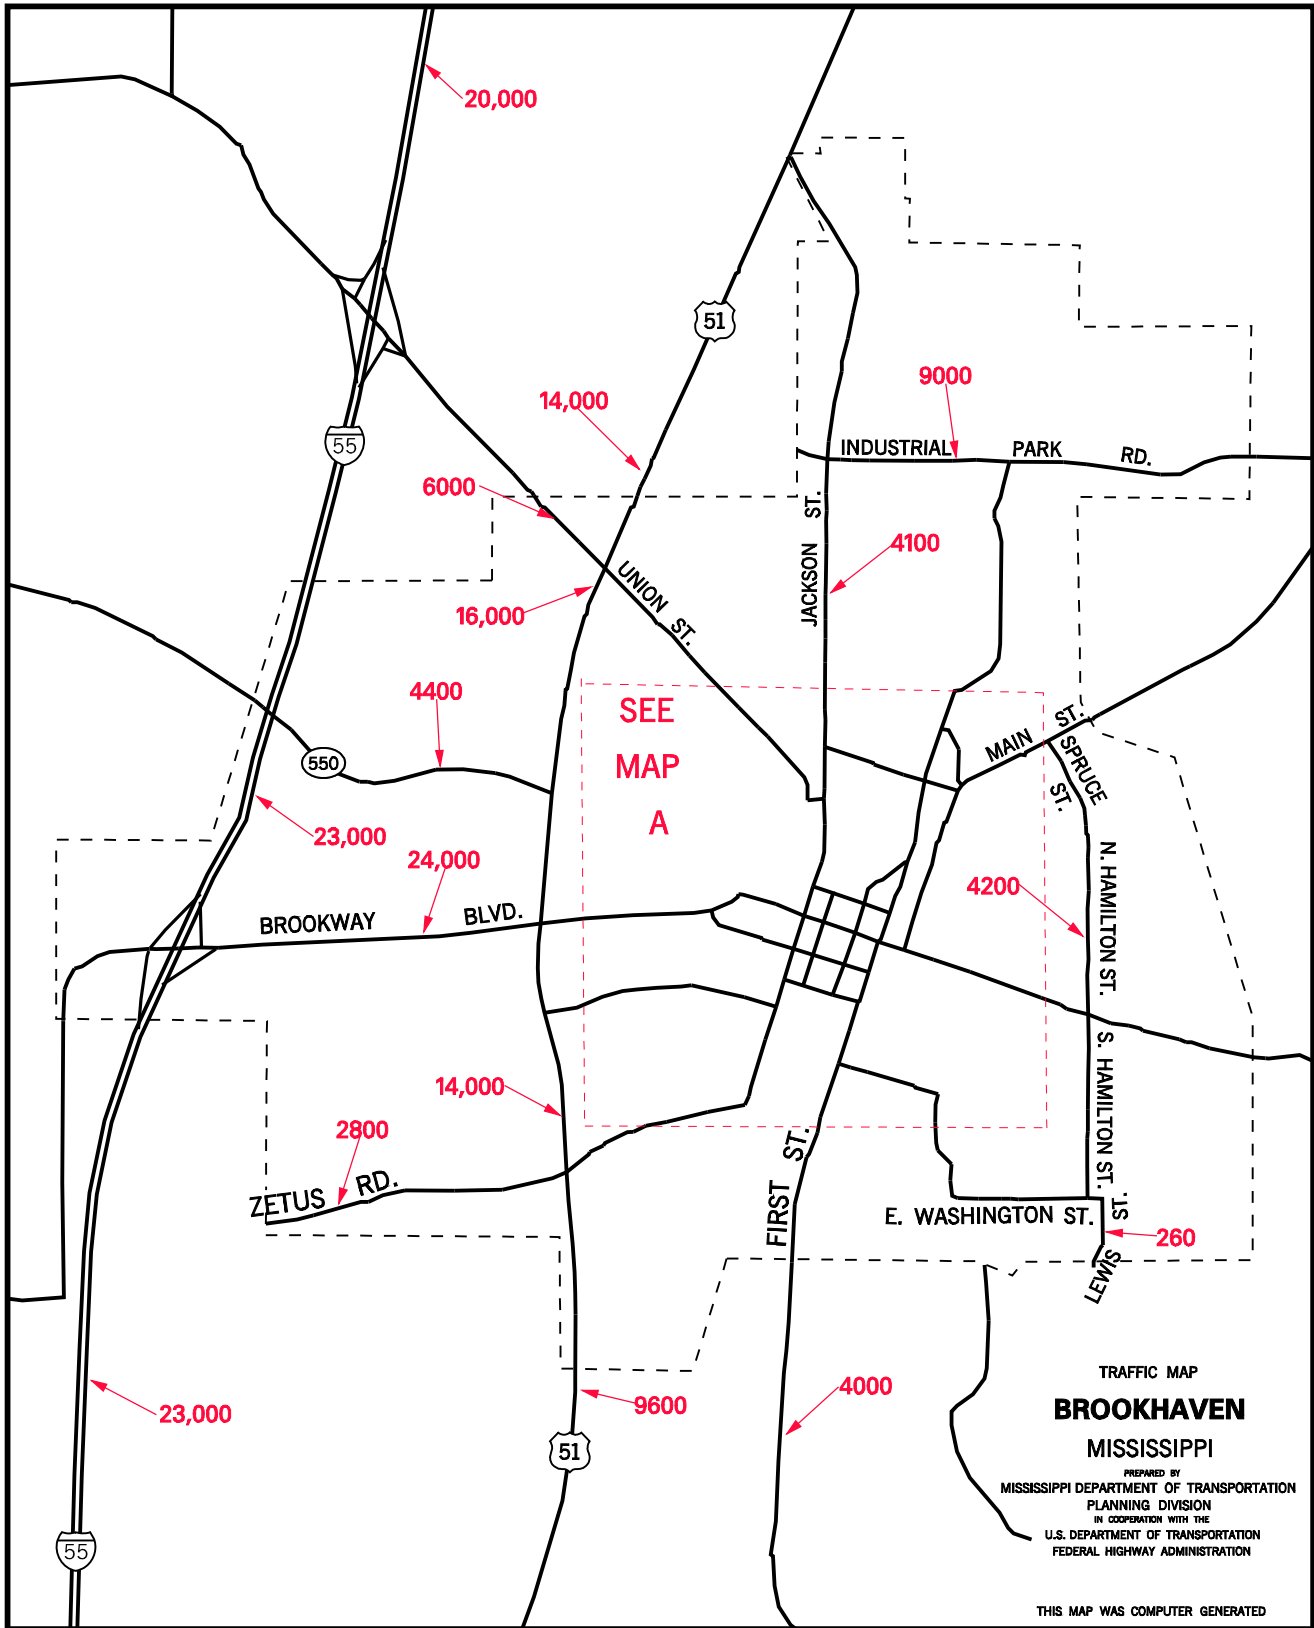 20,000
51
14,000
9000
INDUSTRIAL PARK RD.
55
6000
JACKSON ST.
4100
UNION ST.
16,000
4400
SEE
MAP
A
550
MAIN ST.
SPRUCE ST.
23,000
24,000
BROOKWAY BLVD.
4200
N. HAMILTON ST.
S. HAMILTON ST.
14,000
2800
ZETUS RD.
FIRST ST.
E. WASHINGTON ST.
LEWIS ST.
260
23,000
9600
4000
51
55
TRAFFIC MAP
BROOKHAVEN
MISSISSIPPI
PREPARED BY
MISSISSIPPI DEPARTMENT OF TRANSPORTATION
PLANNING DIVISION
IN COOPERATION WITH THE
U.S. DEPARTMENT OF TRANSPORTATION
FEDERAL HIGHWAY ADMINISTRATION
THIS MAP WAS COMPUTER GENERATED